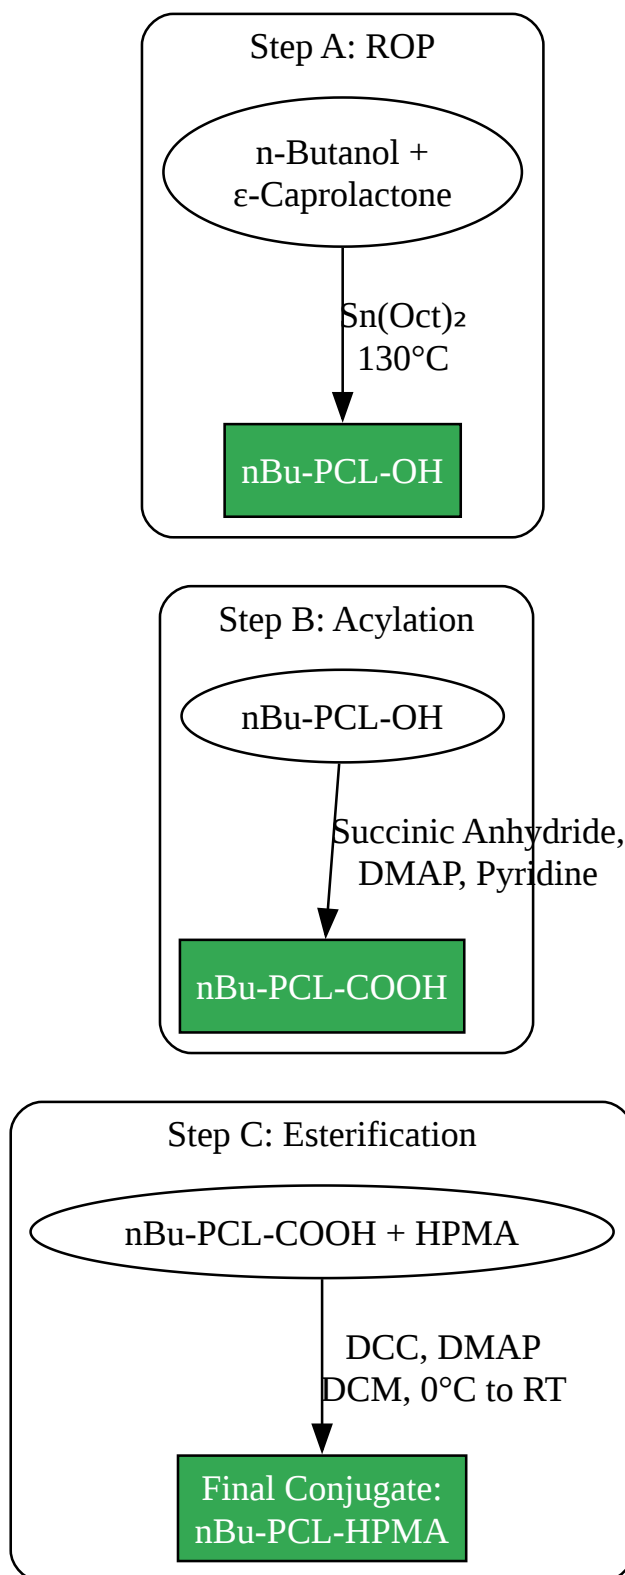 Step A: ROP
n-Butanol +
ε-Caprolactone
Sn(Oct)₂
130°C
nBu-PCL-OH
Step B: Acylation
nBu-PCL-OH
Succinic Anhydride,
DMAP, Pyridine
nBu-PCL-COOH
Step C: Esterification
nBu-PCL-COOH + HPMA
DCC, DMAP
DCM, 0°C to RT
Final Conjugate:
nBu-PCL-HPMA